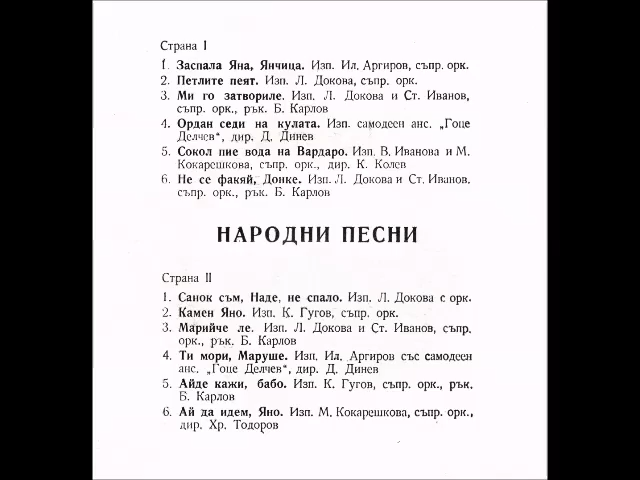 Страна I
1. Заспала Яна, Янчица. Изп. Ил. Аргиров, съпр. орк.
2. Петлите пеят. Изп. Л. Докова, съпр. орк.
3. Ми го затвориле. Изп. Л. Докова и Ст. Иванов,
съпр. орк., рък. Б. Карлов
4. Ордан седи на кулата. Изп. самодеен анс. „Гоце
Делчев“, дир. Д. Динев
5. Сокол пие вода на Вардаро. Изп. В. Иванова и М.
Кокарешкова, съпр. орк., дир. К. Колев
6. Не се факяй, Донке. Изп. Л. Докова и Ст. Иванов,
съпр. орк., рък. Б. Карлов
НАРОДНИ ПЕСНИ
Страна II
1. Санок съм, Наде, не спало. Изп. Л. Докова с орк.
2. Камен Яно. Изп. К. Гугов, съпр. орк.
3. Марийче ле. Изп. Л. Докова и Ст. Иванов, съпр.
орк., рък. Б. Карлов
4. Ти мори, Маруше. Изп. Ил. Аргиров със самодеен
анс. „Гоце Делчев“, дир. Д. Динев
5. Айде кажи, бабо. Изп. К. Гугов, съпр. орк., рък.
Б. Карлов
6. Ай да идем, Яно. Изп. М. Кокарешкова, съпр. орк.,
дир. Хр. Тодоров